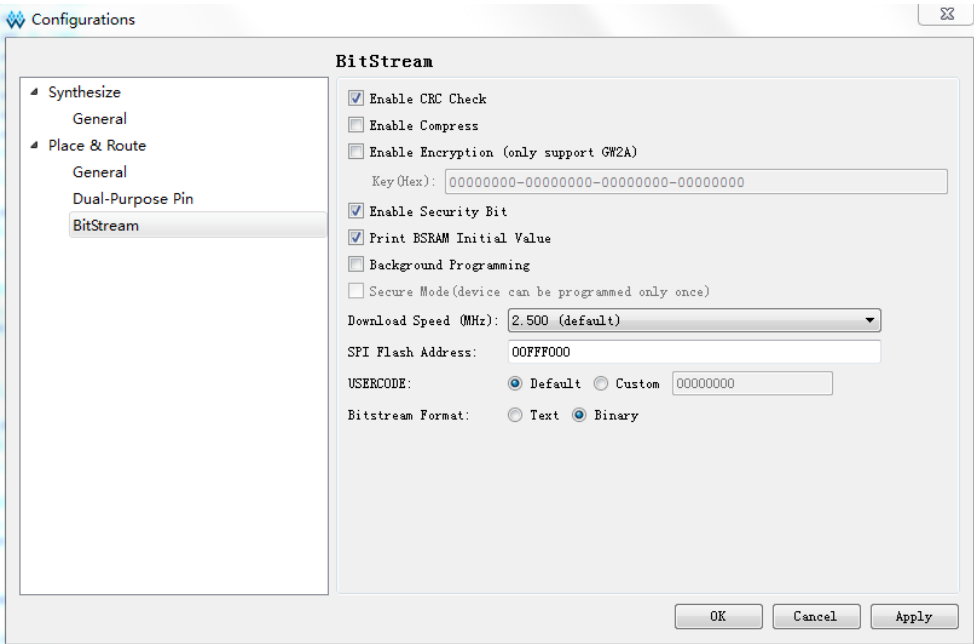 Configurations
BitStream
Synthesize
General
Place & Route
General
Dual-Purpose Pin
BitStream
Enable CRC Check
Enable Compress
Enable Encryption (only support GW2A)
Key(Hex): 00000000-00000000-00000000-00000000
Enable Security Bit
Print BSRAM Initial Value
Background Programming
Secure Mode(device can be programmed only once)
Download Speed (MHz): 2.500 (default)
SPI Flash Address: 00FFF000
USERCODE: Default Custom 00000000
Bitstream Format: Text Binary
OK Cancel Apply